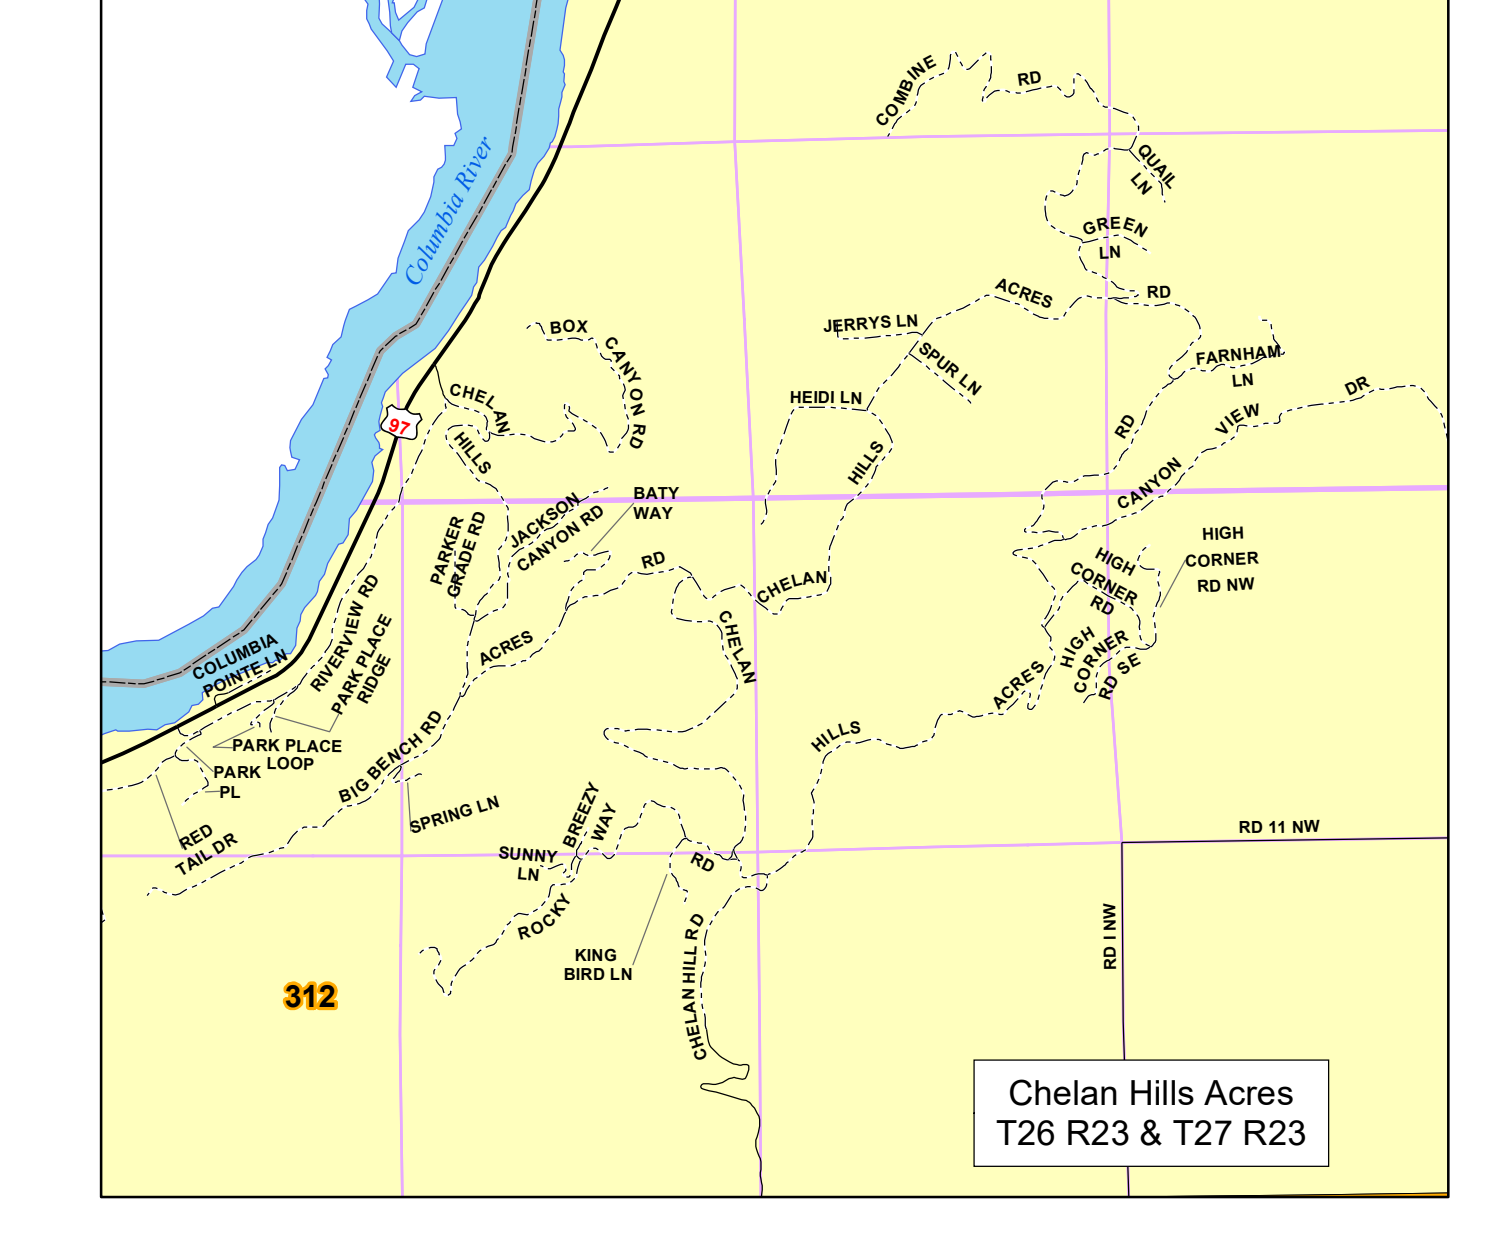 COMBINE RD
QUAIL
LN
Columbia River
GREEN
LN
ACRES RD
JERRYS LN
BOX CANYON RD
SPUR LN
FARNHAM
LN
CHELAN HILLS
HEIDI LN
CANYON VIEW DR
97
RD
HILLS
BATY
WAY
JACKSON
CANYON RD
PARKER
GRADE RD
HIGH
CORNER
RD NW
HIGH
CORNER
RD
RD
CHELAN
RIVERVIEW RD
PARK PLACE
RIDGE
CHELAN
ACRES
COLUMBIA
POINTE LN
HIGH
CORNER
RD SE
ACRES
HILLS
BIG BENCH RD
PARK PLACE
LOOP
PARK
PL
SPRING LN
RED
TAIL DR
BREEZY
WAY
SUNNY
LN
RD
RD 11 NW
ROCKY
RD I NW
KING
BIRD LN
CHELAN HILL RD
312
Chelan Hills Acres
T26 R23 & T27 R23